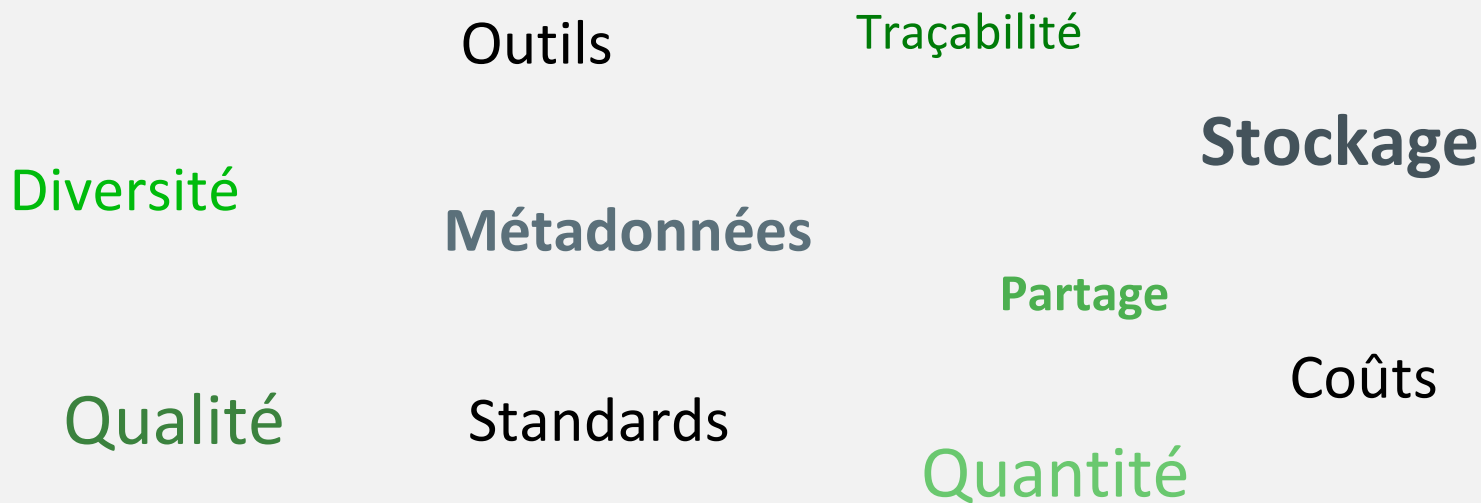 Outils
Traçabilité
Stockage
Diversité
Métadonnées
Partage
Coûts
Qualité
Standards
Quantité